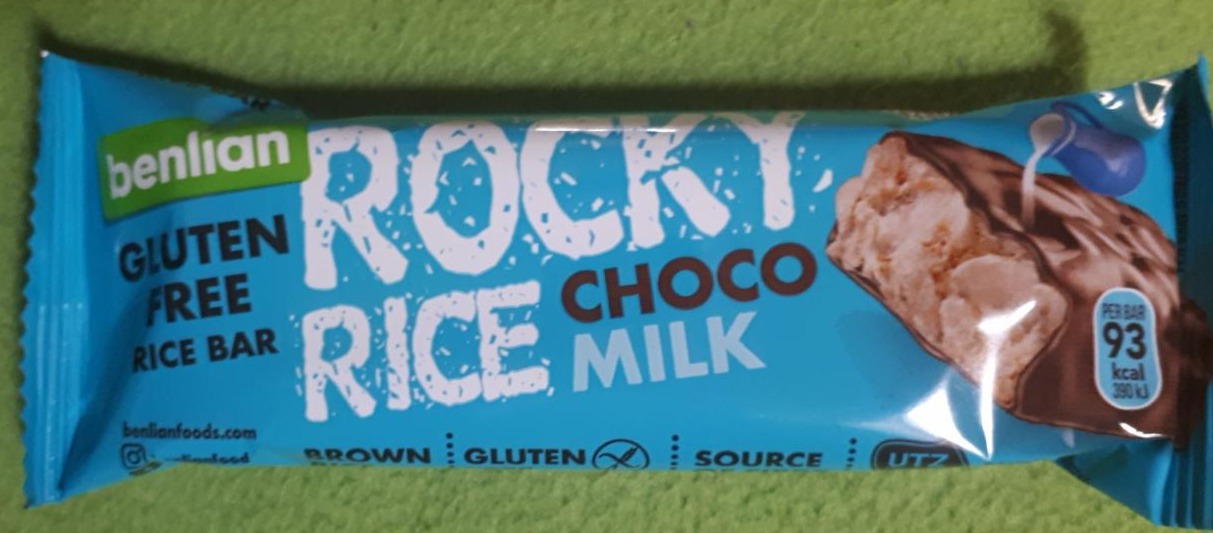 benlian
GLUTEN
FREE
RICE BAR
ROCKY
RICE
CHOCO
MILK
PER BAR
93
kcal
390 kJ
benlianfoods.com
BROWN
GLUTEN
SOURCE
UTZ